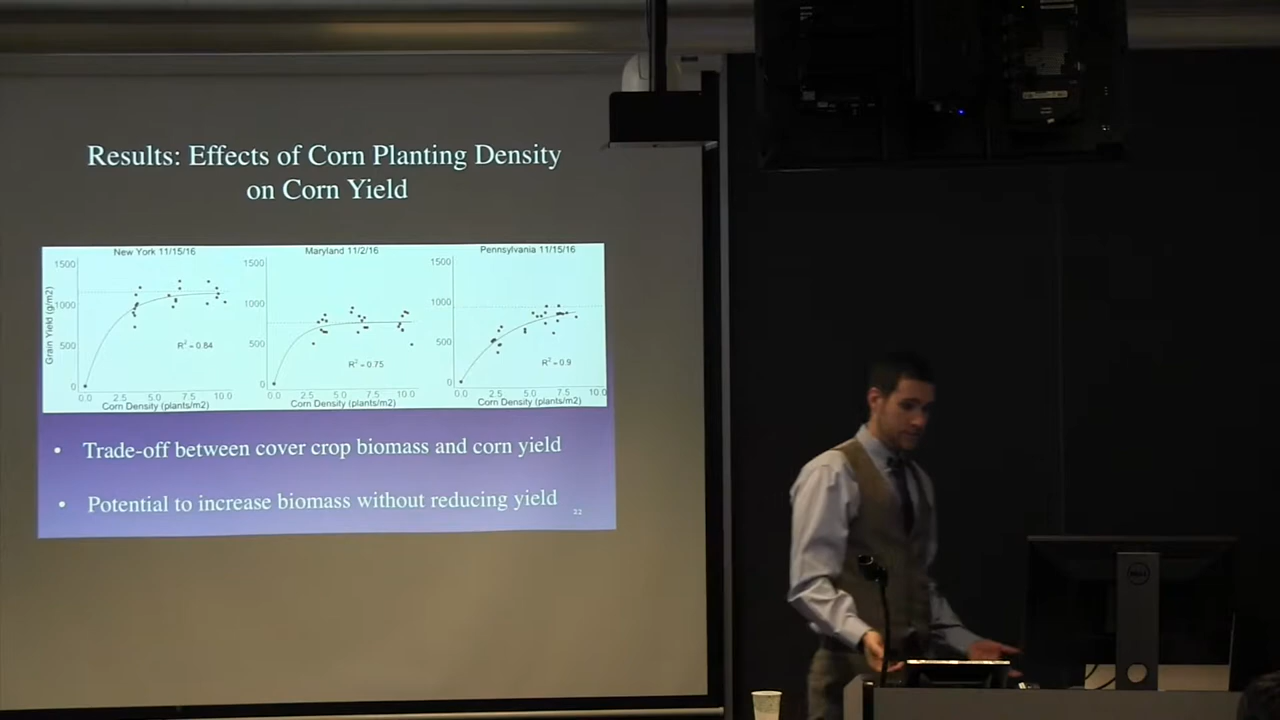 Results: Effects of Corn Planting Density
on Corn Yield
New York 11/15/16
Maryland 11/2/16
Pennsylvania 11/15/16
Grain Yield (g/m2)
1500
1000
500
0
R² = 0.84
0.0 2.5 5.0 7.5 10.0
Corn Density (plants/m2)
1500
1000
500
0
R² = 0.75
0.0 2.5 5.0 7.5 10.0
Corn Density (plants/m2)
1500
1000
500
0
R² = 0.9
0.0 2.5 5.0 7.5 10.0
Corn Density (plants/m2)
• Trade-off between cover crop biomass and corn yield
• Potential to increase biomass without reducing yield
22
DELL